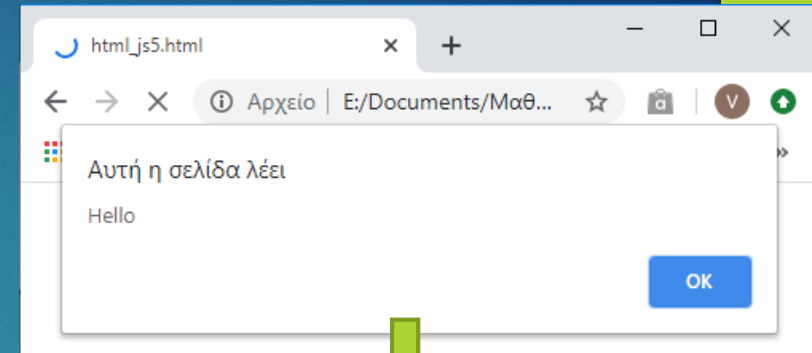 html_js5.html
Αρχείο | E:/Documents/Μαθ...
Αυτή η σελίδα λέει
Hello
OK